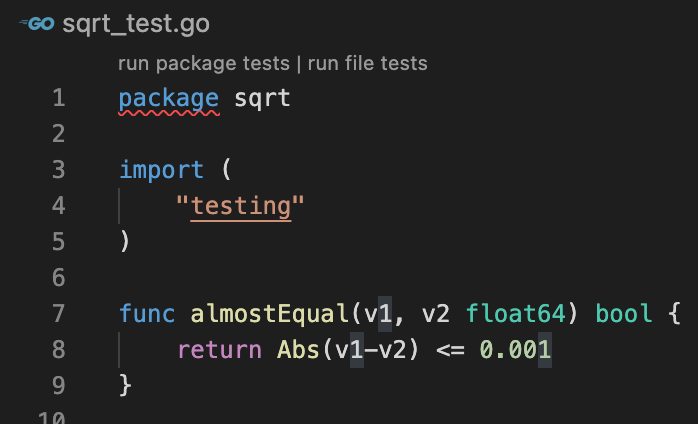 GO sqrt_test.go
run package tests | run file tests
1 package sqrt
2
3 import (
4 "testing"
5 )
6
7 func almostEqual(v1, v2 float64) bool {
8 return Abs(v1-v2) <= 0.001
9 }
10